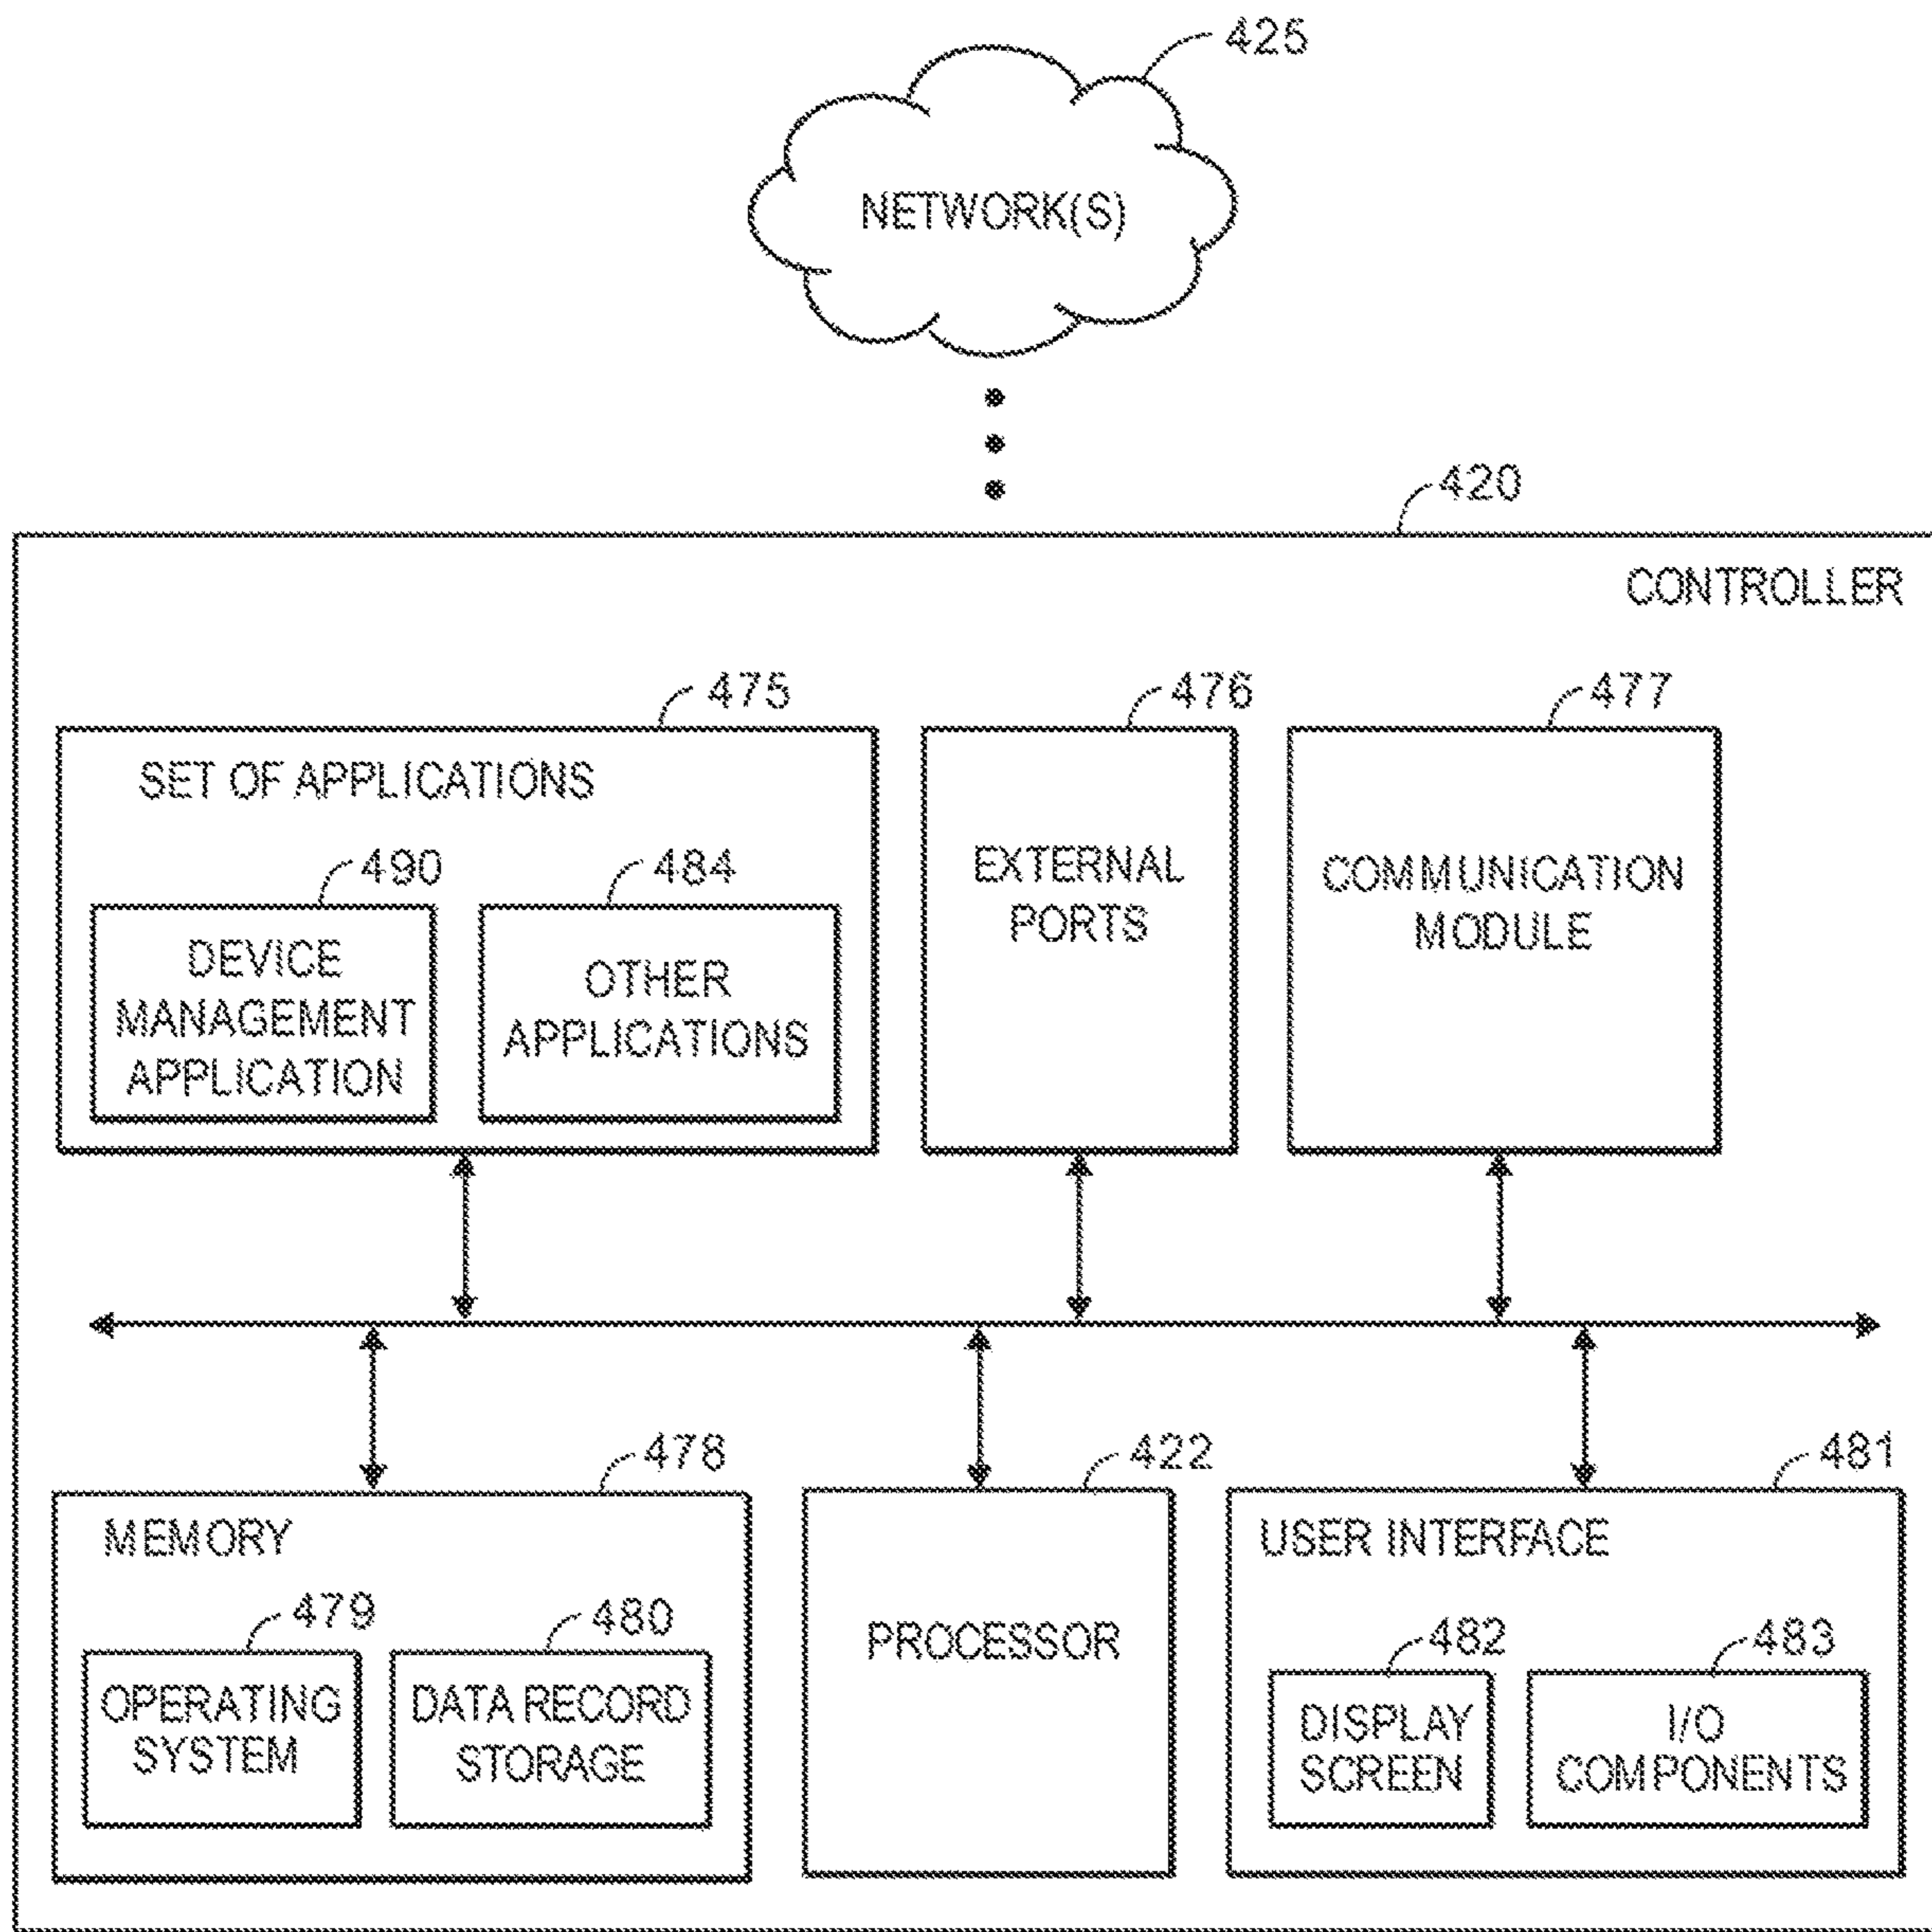 425
NETWORK(S)
420
CONTROLLER
475
SET OF APPLICATIONS
490
DEVICE
MANAGEMENT
APPLICATION
484
OTHER
APPLICATIONS
476
EXTERNAL
PORTS
477
COMMUNICATION
MODULE
478
MEMORY
479
OPERATING
SYSTEM
480
DATA RECORD
STORAGE
422
PROCESSOR
481
USER INTERFACE
482
DISPLAY
SCREEN
483
I/O
COMPONENTS